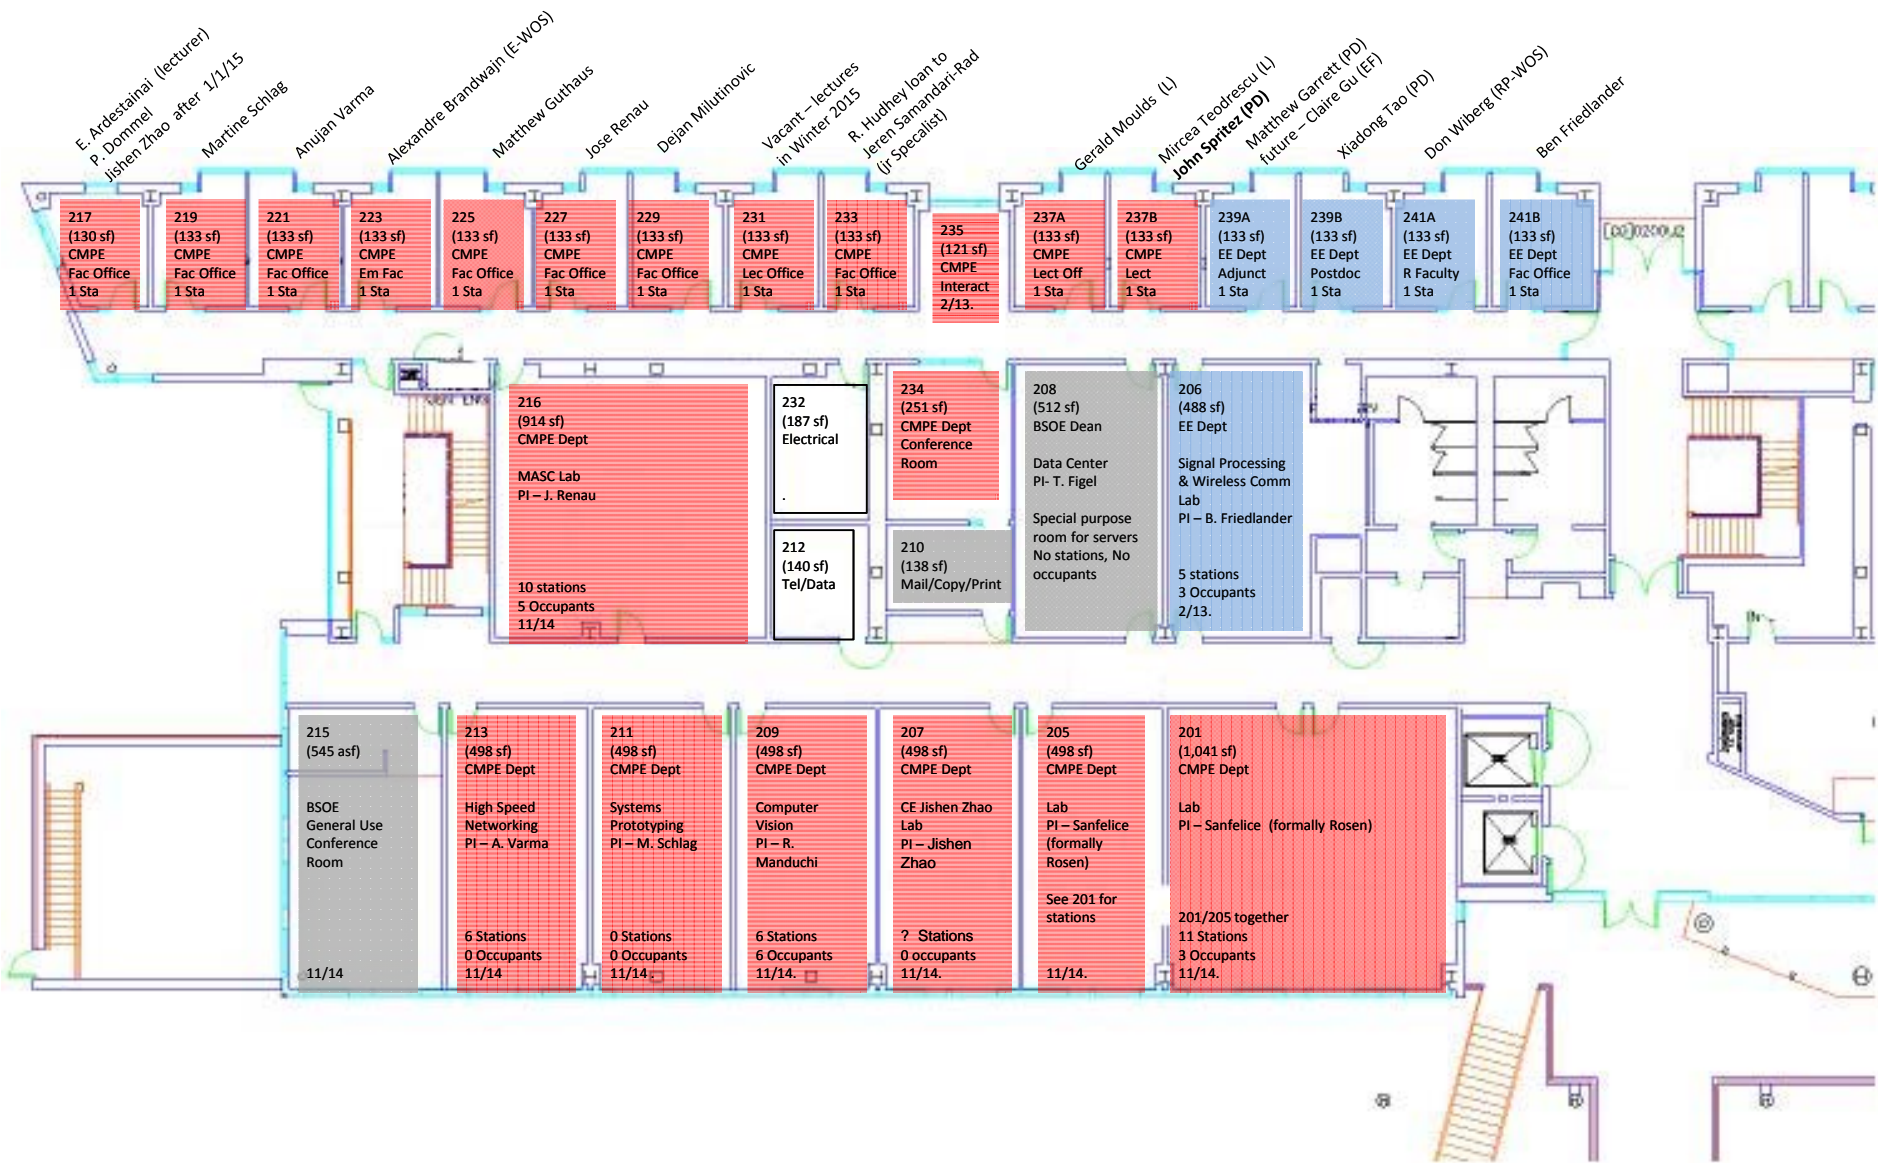 E. Ardestainai (lecturer)
P. Dommel
Jishen Zhao after 1/1/15
Martine Schlag
Anujan Varma
Alexandre Brandwajn (E-WOS)
Matthew Guthaus
Jose Renau
Dejan Milutinovic
Vacant – lectures
in Winter 2015
R. Hudhey loan to
Jeren Samandari-Rad
(jr Specalist)
Gerald Moulds (L)
Mircea Teodrescu (L)
John Spritez (PD)
Matthew Garrett (PD)
future – Claire Gu (EF)
Xiadong Tao (PD)
Don Wiberg (RP-WOS)
Ben Friedlander
217
(130 sf)
CMPE
Fac Office
1 Sta
219
(133 sf)
CMPE
Fac Office
1 Sta
221
(133 sf)
CMPE
Fac Office
1 Sta
223
(133 sf)
CMPE
Em Fac
1 Sta
225
(133 sf)
CMPE
Fac Office
1 Sta
227
(133 sf)
CMPE
Fac Office
1 Sta
229
(133 sf)
CMPE
Fac Office
1 Sta
231
(133 sf)
CMPE
Lec Office
1 Sta
233
(133 sf)
CMPE
Fac Office
1 Sta
235
(121 sf)
CMPE
Interact
2/13.
237A
(133 sf)
CMPE
Lect Off
1 Sta
237B
(133 sf)
CMPE
Lect
1 Sta
239A
(133 sf)
EE Dept
Adjunct
1 Sta
239B
(133 sf)
EE Dept
Postdoc
1 Sta
241A
(133 sf)
EE Dept
R Faculty
1 Sta
241B
(133 sf)
EE Dept
Fac Office
1 Sta
216
(914 sf)
CMPE Dept
MASC Lab
PI – J. Renau
10 stations
5 Occupants
11/14
232
(187 sf)
Electrical
.
212
(140 sf)
Tel/Data
234
(251 sf)
CMPE Dept
Conference
Room
210
(138 sf)
Mail/Copy/Print
208
(512 sf)
BSOE Dean
Data Center
PI- T. Figel
Special purpose
room for servers
No stations, No
occupants
206
(488 sf)
EE Dept
Signal Processing
& Wireless Comm
Lab
PI – B. Friedlander
5 stations
3 Occupants
2/13.
215
(545 asf)
BSOE
General Use
Conference
Room
11/14
213
(498 sf)
CMPE Dept
High Speed
Networking
PI – A. Varma
6 Stations
0 Occupants
11/14
211
(498 sf)
CMPE Dept
Systems
Prototyping
PI – M. Schlag
0 Stations
0 Occupants
11/14.
209
(498 sf)
CMPE Dept
Computer
Vision
PI – R.
Manduchi
6 Stations
6 Occupants
11/14.
207
(498 sf)
CMPE Dept
CE Jishen Zhao
Lab
PI – Jishen
Zhao
? Stations
0 occupants
11/14.
205
(498 sf)
CMPE Dept
Lab
PI – Sanfelice
(formally
Rosen)
See 201 for
stations
11/14.
201
(1,041 sf)
CMPE Dept
Lab
PI – Sanfelice (formally Rosen)
201/205 together
11 Stations
3 Occupants
11/14.